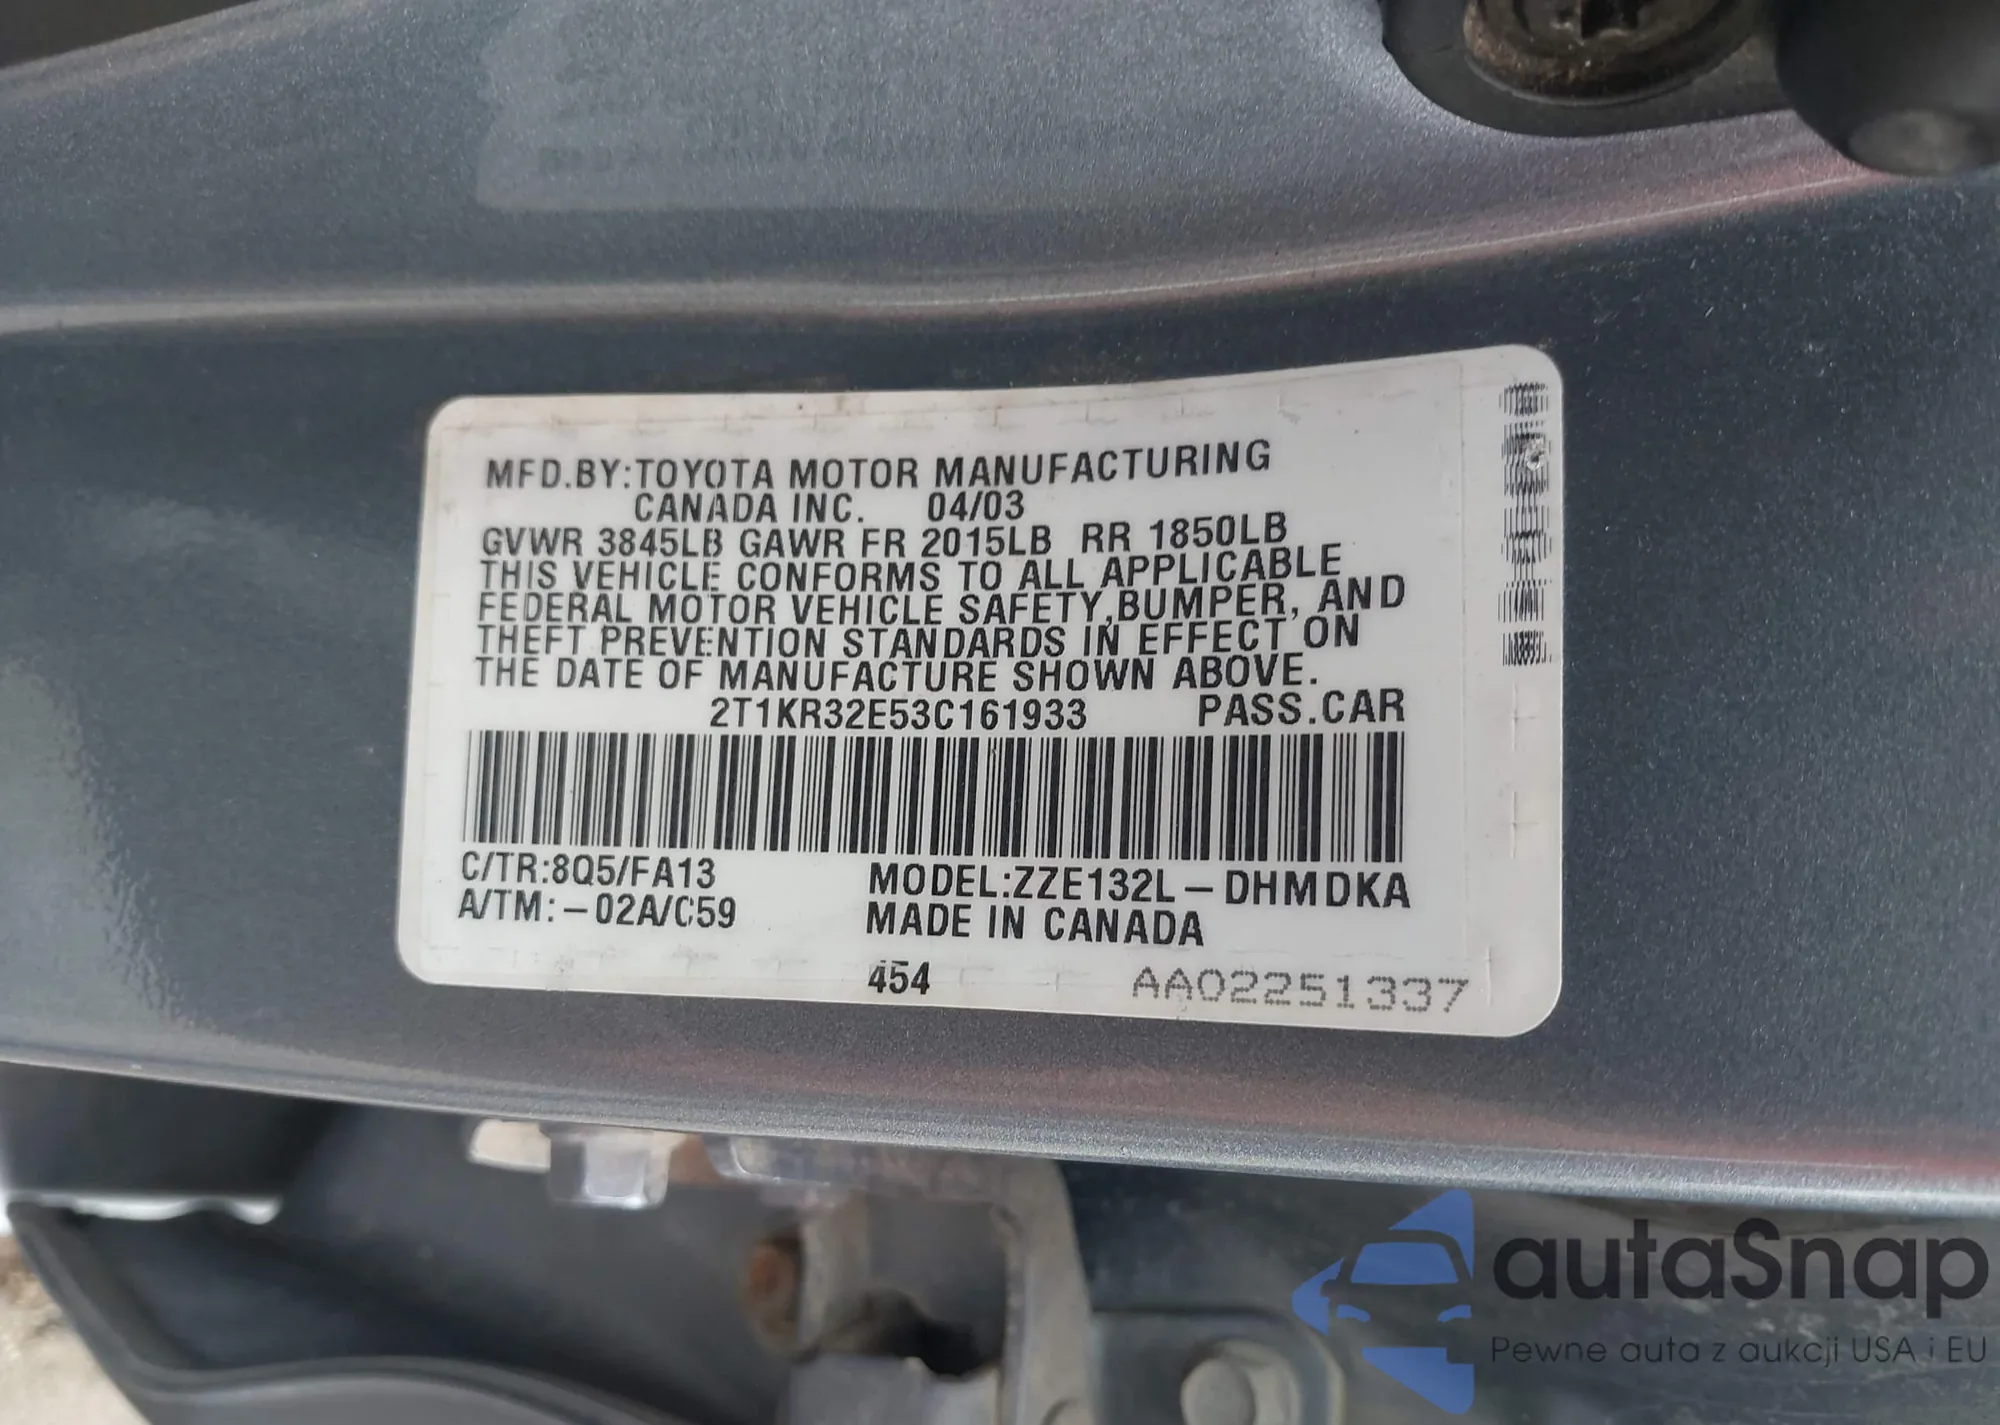 MFD.BY:TOYOTA MOTOR MANUFACTURING
CANADA INC. 04/03
GVWR 3845LB GAWR FR 2015LB RR 1850LB
THIS VEHICLE CONFORMS TO ALL APPLICABLE
FEDERAL MOTOR VEHICLE SAFETY,BUMPER, AND
THEFT PREVENTION STANDARDS IN EFFECT ON
THE DATE OF MANUFACTURE SHOWN ABOVE.
2T1KR32E53C161933 PASS.CAR
C/TR:8Q5/FA13
A/TM:-02A/C59
MODEL:ZZE132L-DHMDKA
MADE IN CANADA
454
AA02251337
autaSnap
Pewne auta z aukcji USA i EU